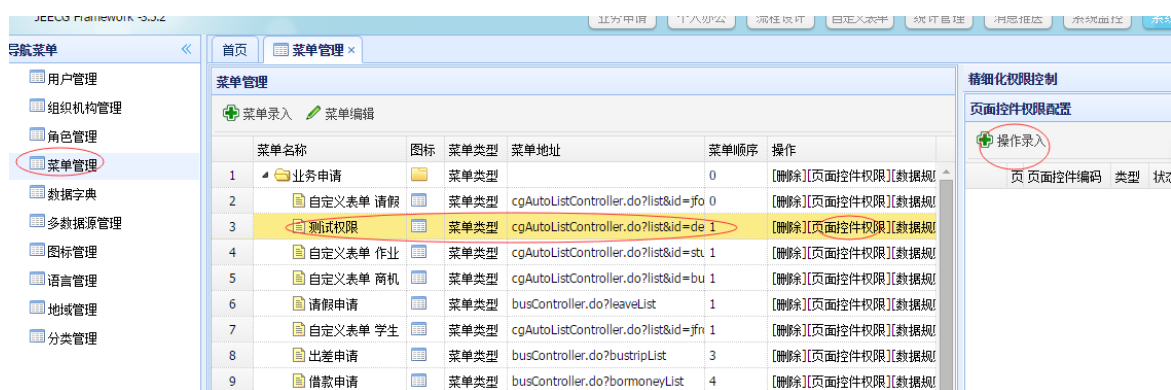 JEECG Framework -3.5.2
业务申请 个人办公 流程设计 自定义表单 统计管理 消息推送 系统监控
导航菜单
首页 菜单管理
用户管理
组织机构管理
角色管理
菜单管理
数据字典
多数据源管理
图标管理
语言管理
地域管理
分类管理
菜单管理
菜单录入 菜单编辑
菜单名称 图标 菜单类型 菜单地址 菜单顺序 操作
1 业务申请 菜单类型 0 [删除][页面控件权限][数据规
2 自定义表单 请假 菜单类型 cgAutoListController.do?list&id=jfo 0 [删除][页面控件权限][数据规
3 测试权限 菜单类型 cgAutoListController.do?list&id=de 1 [删除][页面控件权限][数据规
4 自定义表单 作业 菜单类型 cgAutoListController.do?list&id=stu 1 [删除][页面控件权限][数据规
5 自定义表单 商机 菜单类型 cgAutoListController.do?list&id=bu 1 [删除][页面控件权限][数据规
6 请假申请 菜单类型 busController.do?leaveList 1 [删除][页面控件权限][数据规
7 自定义表单 学生 菜单类型 cgAutoListController.do?list&id=jfr 1 [删除][页面控件权限][数据规
8 出差申请 菜单类型 busController.do?bustripList 3 [删除][页面控件权限][数据规
9 借款申请 菜单类型 busController.do?bormoneyList 4 [删除][页面控件权限][数据规
精细化权限控制
页面控件权限配置
操作录入
页 页面控件编码 类型 状态